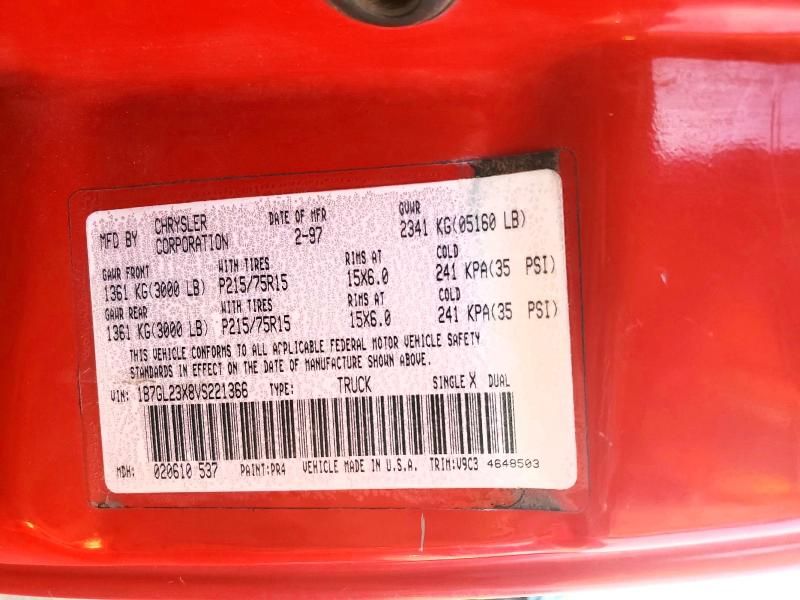 MFD BY CHRYSLER CORPORATION DATE OF MFR 2-97 GVWR 2341 KG(05160 LB)
GAWR FRONT WITH TIRES RIMS AT COLD
1361 KG(3000 LB) P215/75R15 15X6.0 241 KPA(35 PSI)
GAWR REAR WITH TIRES RIMS AT COLD
1361 KG(3000 LB) P215/75R15 15X6.0 241 KPA(35 PSI)
THIS VEHICLE CONFORMS TO ALL APPLICABLE FEDERAL MOTOR VEHICLE SAFETY
STANDARDS IN EFFECT ON THE DATE OF MANUFACTURE SHOWN ABOVE.
VIN: 1B7GL23X8VS221366 TYPE: TRUCK SINGLE X DUAL
MDH: 020610 537 PAINT:PR4 VEHICLE MADE IN U.S.A. TRIM:V9C3 4648503